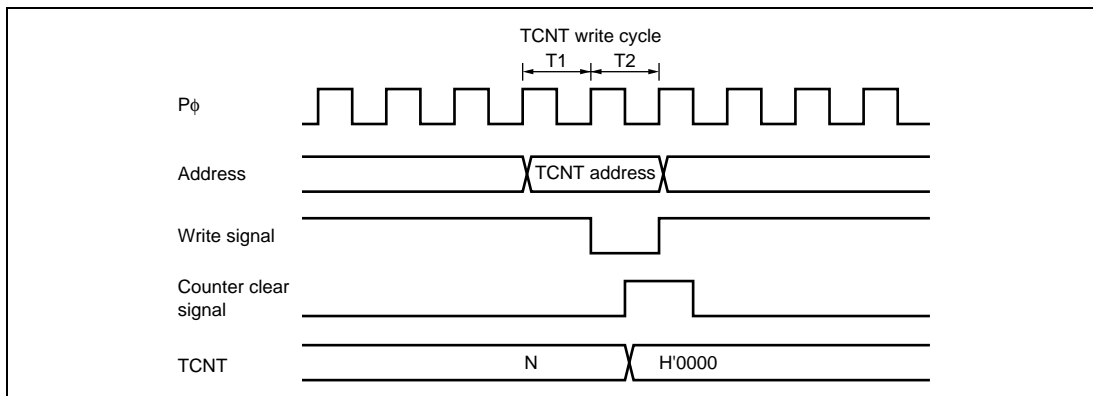 TCNT write cycle
T1 T2
Pϕ
Address
TCNT address
Write signal
Counter clear
signal
TCNT
N
H'0000